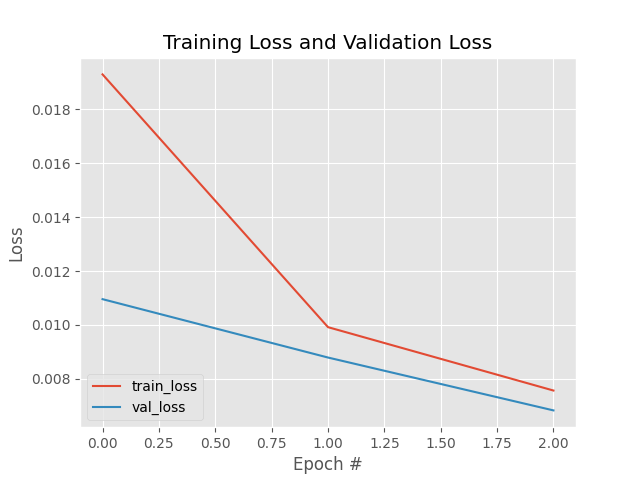 Training Loss and Validation Loss
0.018
0.016
0.014
0.012
0.010
0.008
Loss
train_loss
val_loss
0.00 0.25 0.50 0.75 1.00 1.25 1.50 1.75 2.00
Epoch #